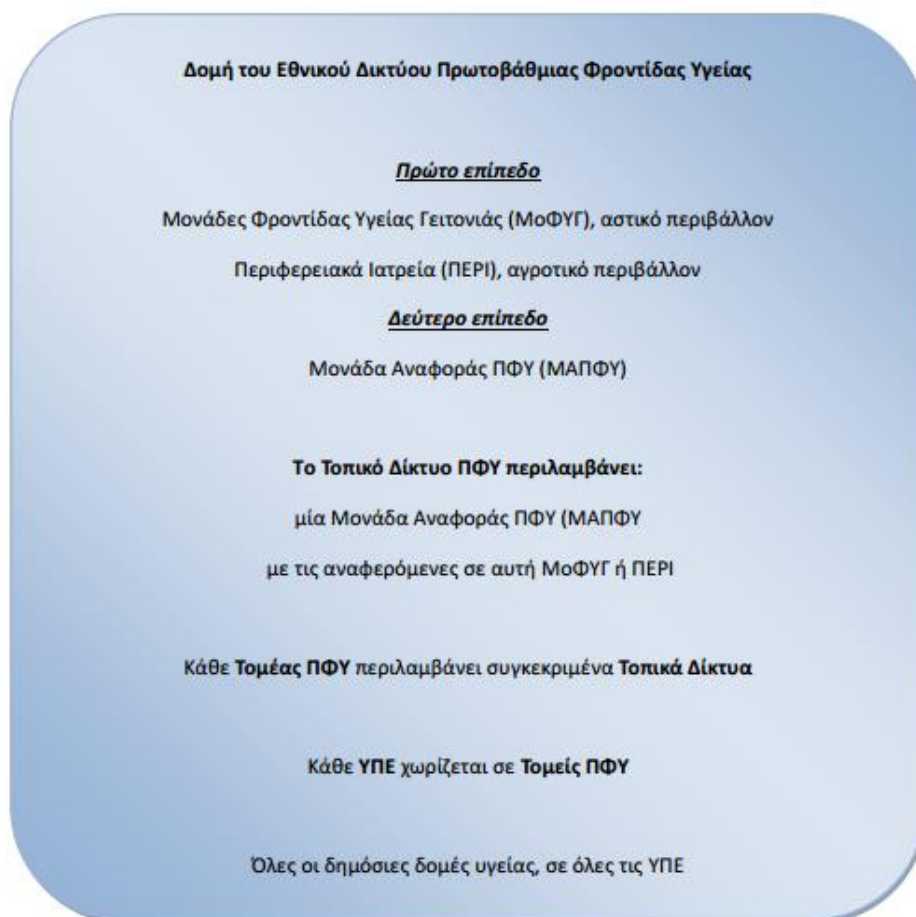 Δομή του Εθνικού Δικτύου Πρωτοβάθμιας Φροντίδας Υγείας
Πρώτο επίπεδο
Μονάδες Φροντίδας Υγείας Γειτονιάς (ΜοΦΥΓ), αστικό περιβάλλον
Περιφερειακά Ιατρεία (ΠΕΡΙ), αγροτικό περιβάλλον
Δεύτερο επίπεδο
Μονάδα Αναφοράς ΠΦΥ (ΜΑΠΦΥ)
Το Τοπικό Δίκτυο ΠΦΥ περιλαμβάνει:
μία Μονάδα Αναφοράς ΠΦΥ (ΜΑΠΦΥ
με τις αναφερόμενες σε αυτή ΜοΦΥΓ ή ΠΕΡΙ
Κάθε Τομέας ΠΦΥ περιλαμβάνει συγκεκριμένα Τοπικά Δίκτυα
Κάθε ΥΠΕ χωρίζεται σε Τομείς ΠΦΥ
Όλες οι δημόσιες δομές υγείας, σε όλες τις ΥΠΕ